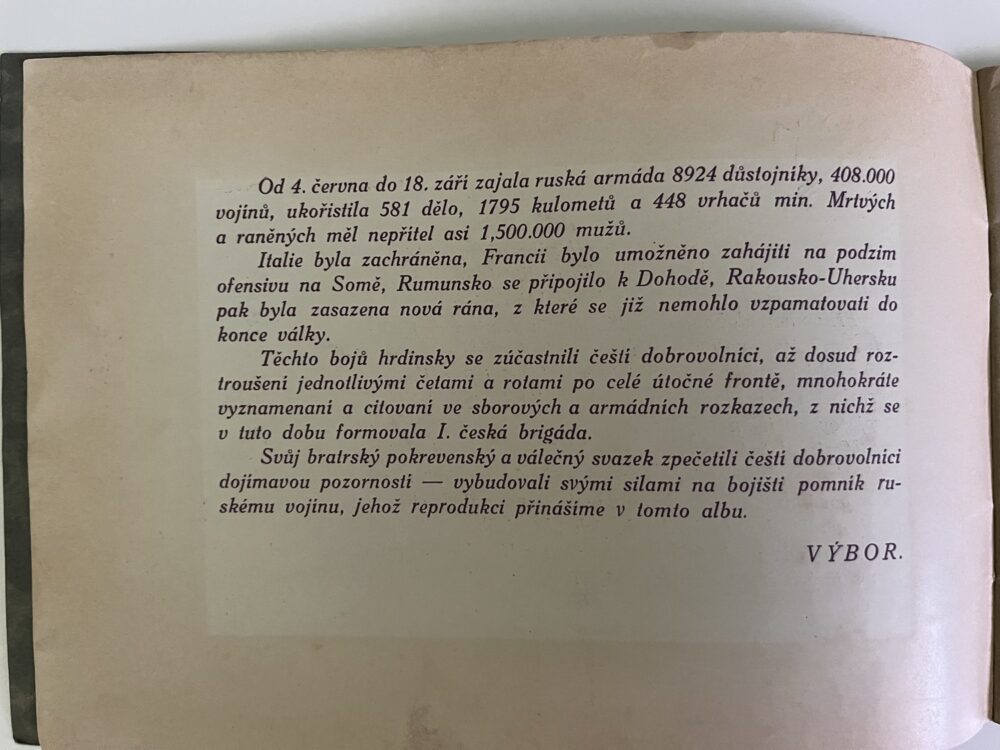 Od 4. června do 18. září zajala ruská armáda 8924 důstojníky, 408.000
vojínů, ukořistila 581 dělo, 1795 kulometů a 448 vrhačů min. Mrtvých
a raněných měl nepřítel asi 1,500.000 mužů.
Italie byla zachráněna, Francii bylo umožněno zahájiti na podzim
ofensivu na Sommě, Rumunsko se připojilo k Dohodě, Rakousko-Uhersku
pak byla zasazena nová rána, z které se již nemohlo vzpamatovati do
konce války.
Těchto bojů hrdinsky se zúčastnili čeští dobrovolníci, až dosud roz-
troušení jednotlivými četami a rotami po celé útočné frontě, mnohokráte
vyznamenaní a citovaní ve sborových a armádních rozkazech, z nichž se
v tuto dobu formovala I. česká brigáda.
Svůj bratrský pokrevenský a válečný svazek zpečetili čeští dobrovolníci
dojímavou pozorností — vybudovali svými silami na bojišti pomník ru-
skému vojínu, jehož reprodukci přinášíme v tomto albu.
VÝBOR.